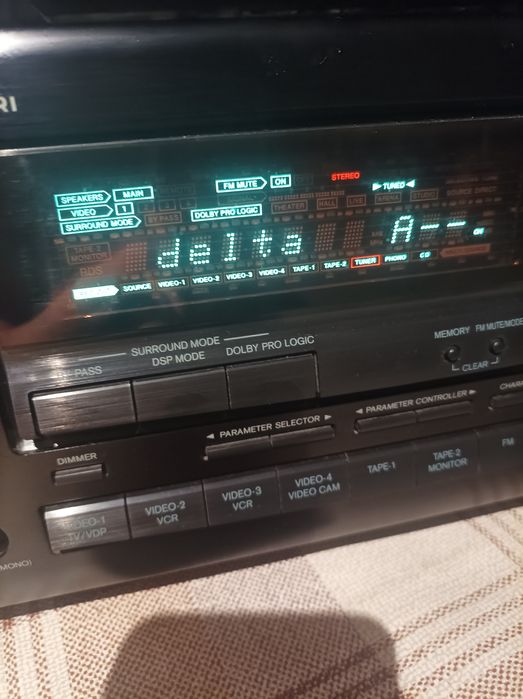 RI
FM MUTE ON STEREO TUNED
SPEAKERS MAIN
VIDEO 1 BY PASS THEATER HALL LIVE ARENA STUDIO SOURCE DIRECT
SURROUND MODE DOLBY PRO LOGIC
TAPE-2 MONITOR
RDS
delta A-- ON
SOURCE VIDEO-1 VIDEO-2 VIDEO-3 VIDEO-4 TAPE-1 TAPE-2 TUNER PHONO CD
SURROUND MODE
PASS DSP MODE DOLBY PRO LOGIC
MEMORY FM MUTE/MODE
CLEAR
◄ PARAMETER SELECTOR ►
◄ PARAMETER CONTROLLER ►
DIMMER
VIDEO-1 TV/VDP
VIDEO-2 VCR
VIDEO-3 VCR
VIDEO-4 VIDEO CAM
TAPE-1
TAPE-2 MONITOR
FM
(MONO)